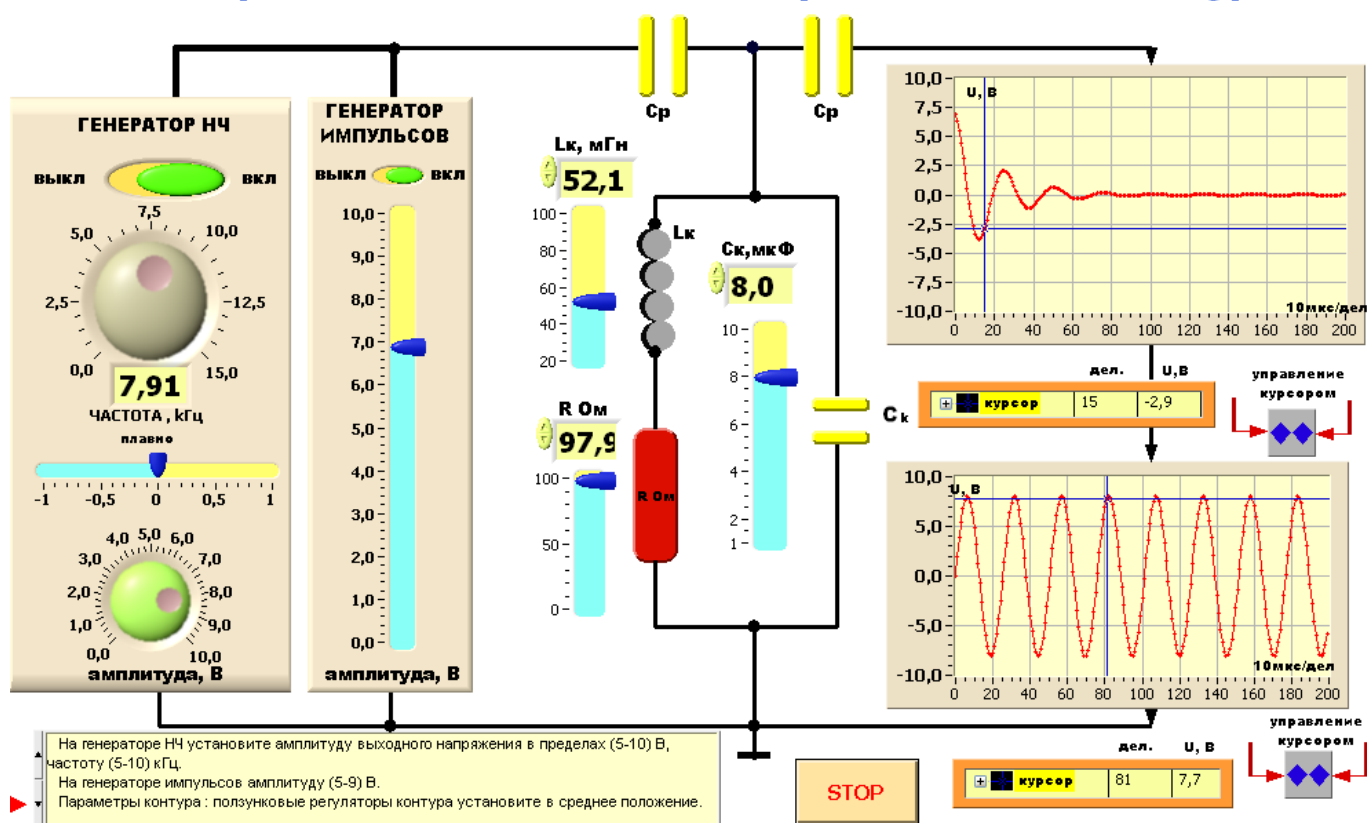 ГЕНЕРАТОР НЧ
ВЫКЛ ВКЛ
7,5
5,0 10,0
2,5 12,5
0,0 15,0
7,91
ЧАСТОТА , kГц
плавно
-1 -0,5 0 0,5 1
4,0 5,0 6,0
3,0 7,0
2,0 8,0
1,0 9,0
0,0 10,0
амплитуда, В
ГЕНЕРАТОР
ИМПУЛЬСОВ
ВЫКЛ ВКЛ
10,0
9,0
8,0
7,0
6,0
5,0
4,0
3,0
2,0
1,0
0,0
амплитуда, В
Ср
Ср
Lк, мГн
52,1
100
80
60
40
20
Lк
R Ом
97,9
100
50
0
R Ом
Ск,мкФ
8,0
10
8
6
4
2
1
Сk
U, В
10,0
7,5
5,0
2,5
0,0
-2,5
-5,0
-7,5
-10,0
10мкс/дел
0 20 40 60 80 100 120 140 160 180 200
дел. U,В
курсор 15 -2,9
управление
курсором
U, В
10,0
5,0
0,0
-5,0
-10,0
10мкс/дел
0 20 40 60 80 100 120 140 160 180 200
дел. U, В
курсор 81 7,7
управление
курсором
На генераторе НЧ установите амплитуду выходного напряжения в пределах (5-10) В,
частоту (5-10) кГц.
На генераторе импульсов амплитуду (5-9) В.
Параметры контура : ползунковые регуляторы контура установите в среднее положение.
STOP